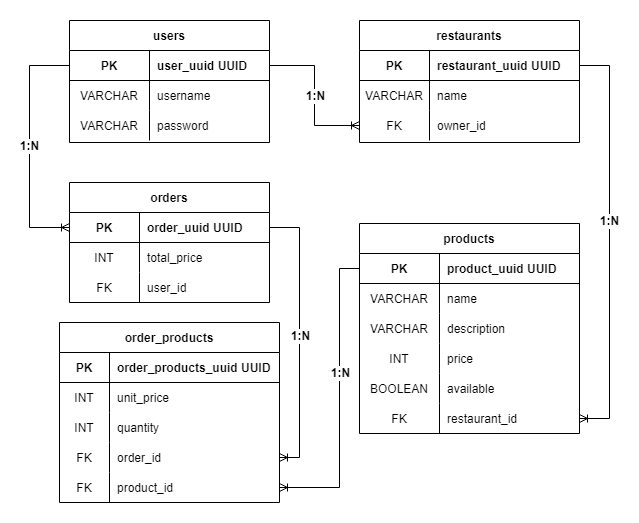 users
PK user_uuid UUID
VARCHAR username
VARCHAR password
1:N
restaurants
PK restaurant_uuid UUID
VARCHAR name
FK owner_id
1:N
orders
PK order_uuid UUID
INT total_price
FK user_id
1:N
products
PK product_uuid UUID
VARCHAR name
VARCHAR description
INT price
BOOLEAN available
FK restaurant_id
1:N
order_products
PK order_products_uuid UUID
INT unit_price
INT quantity
FK order_id
FK product_id
1:N
1:N